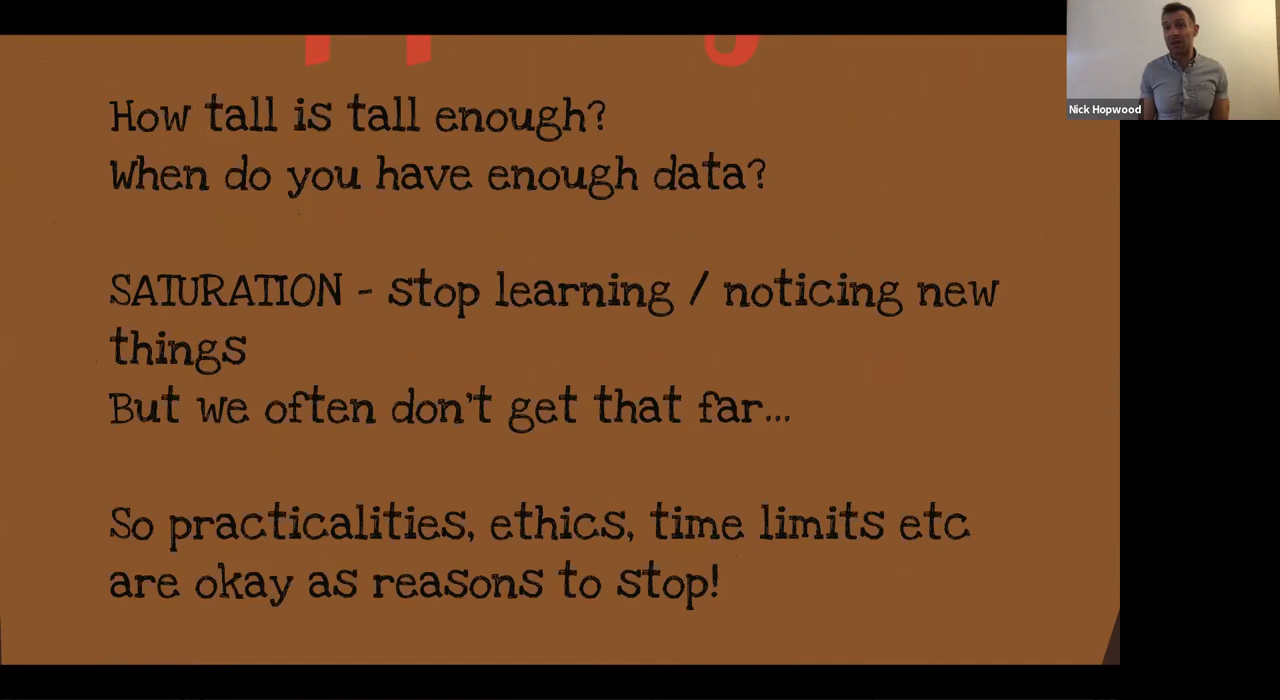 How tall is tall enough?
When do you have enough data?
SATURATION - stop learning / noticing new
things
But we often don't get that far...
So practicalities, ethics, time limits etc
are okay as reasons to stop!
Nick Hopwood